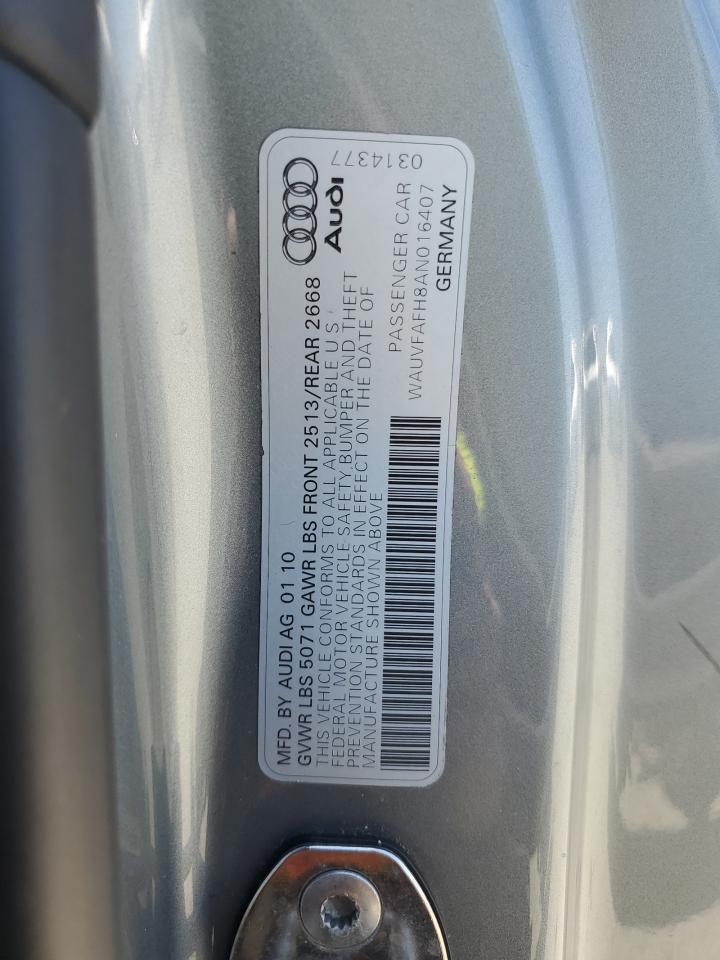 MFD. BY AUDI AG 01 10
GVWR LBS 5071 GAWR LBS FRONT 2513/REAR 2668
THIS VEHICLE CONFORMS TO ALL APPLICABLE U S
FEDERAL MOTOR VEHICLE SAFETY, BUMPER AND THEFT
PREVENTION STANDARDS IN EFFECT ON THE DATE OF
MANUFACTURE SHOWN ABOVE
Audi
0314377
PASSENGER CAR
WAUVFAFH8AN016407
GERMANY